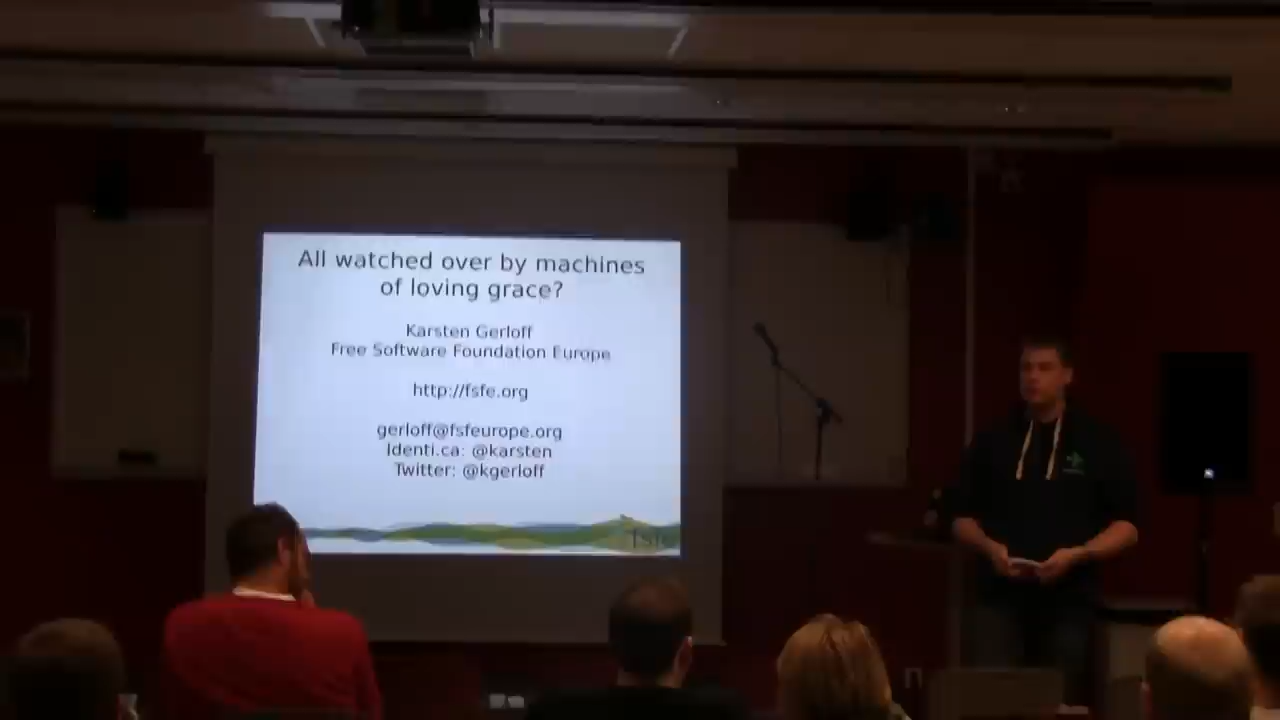 All watched over by machines
of loving grace?
Karsten Gerloff
Free Software Foundation Europe
http://fsfe.org
gerloff@fsfeurope.org
Identi.ca: @karsten
Twitter: @kgerloff